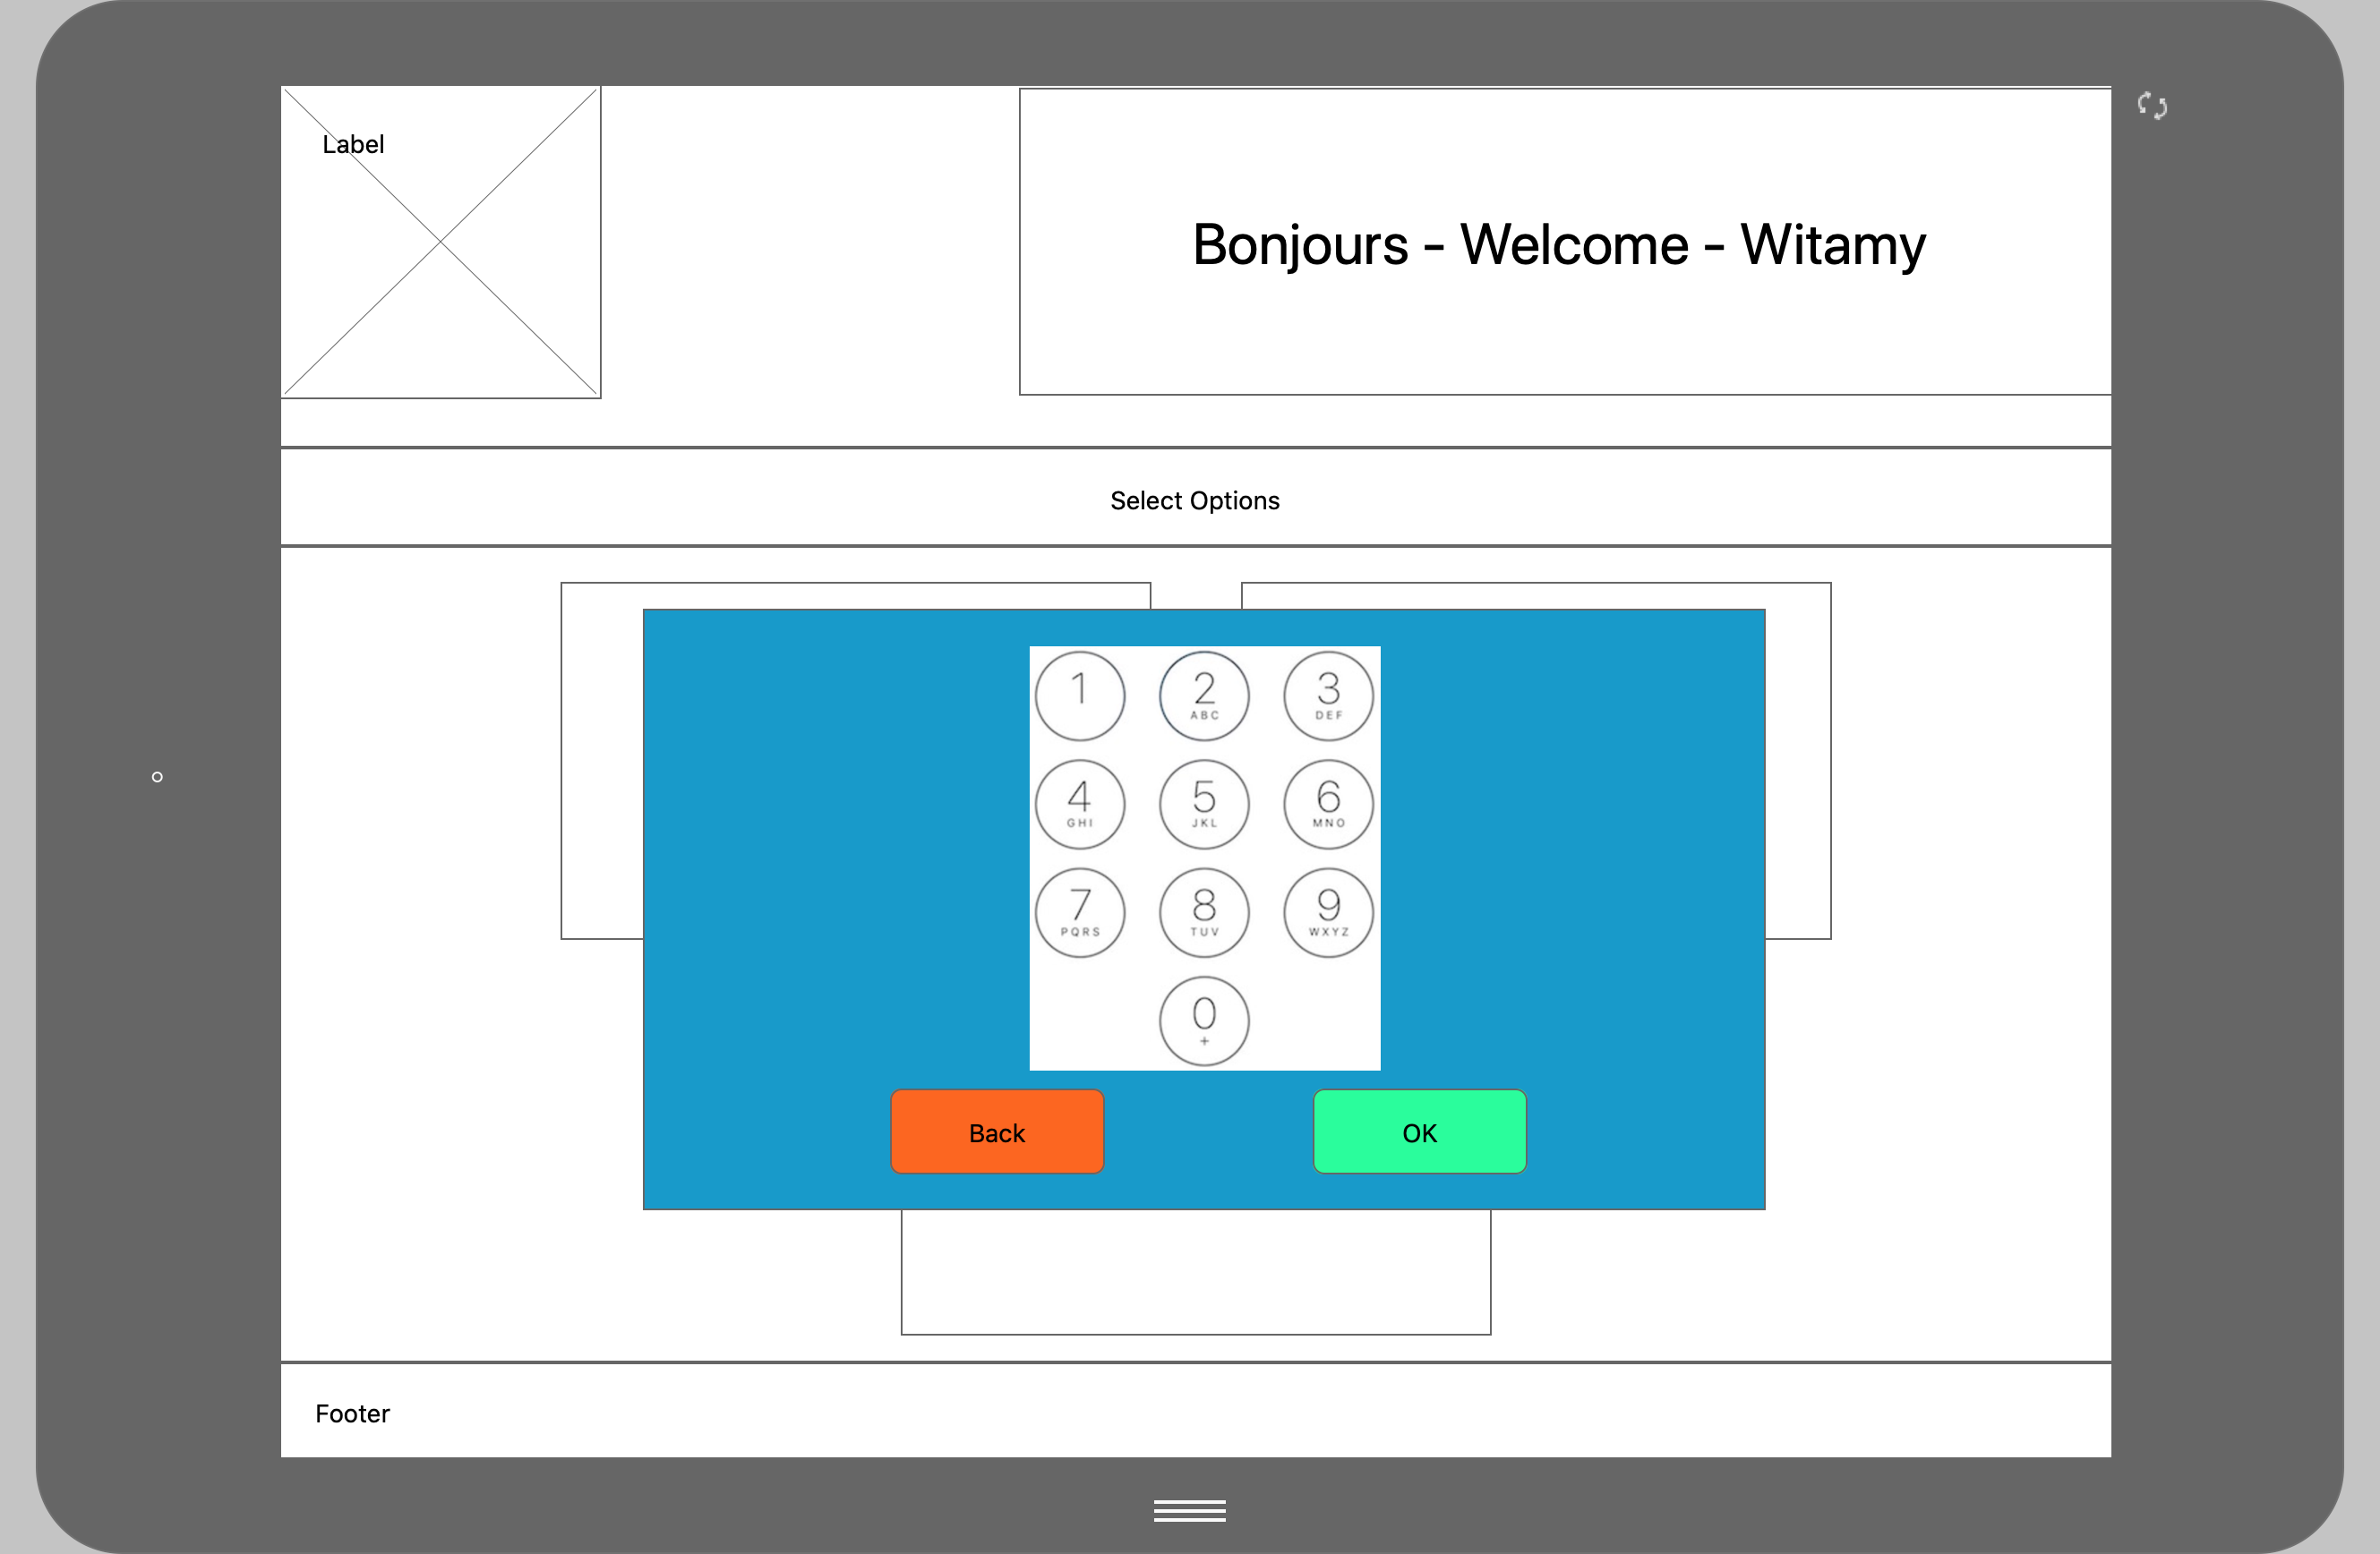 Label
Bonjours - Welcome - Witamy
Select Options
1 2 3
ABC DEF
4 5 6
GHI JKL MNO
7 8 9
PQRS TUV WXYZ
0
+
Back OK
Footer